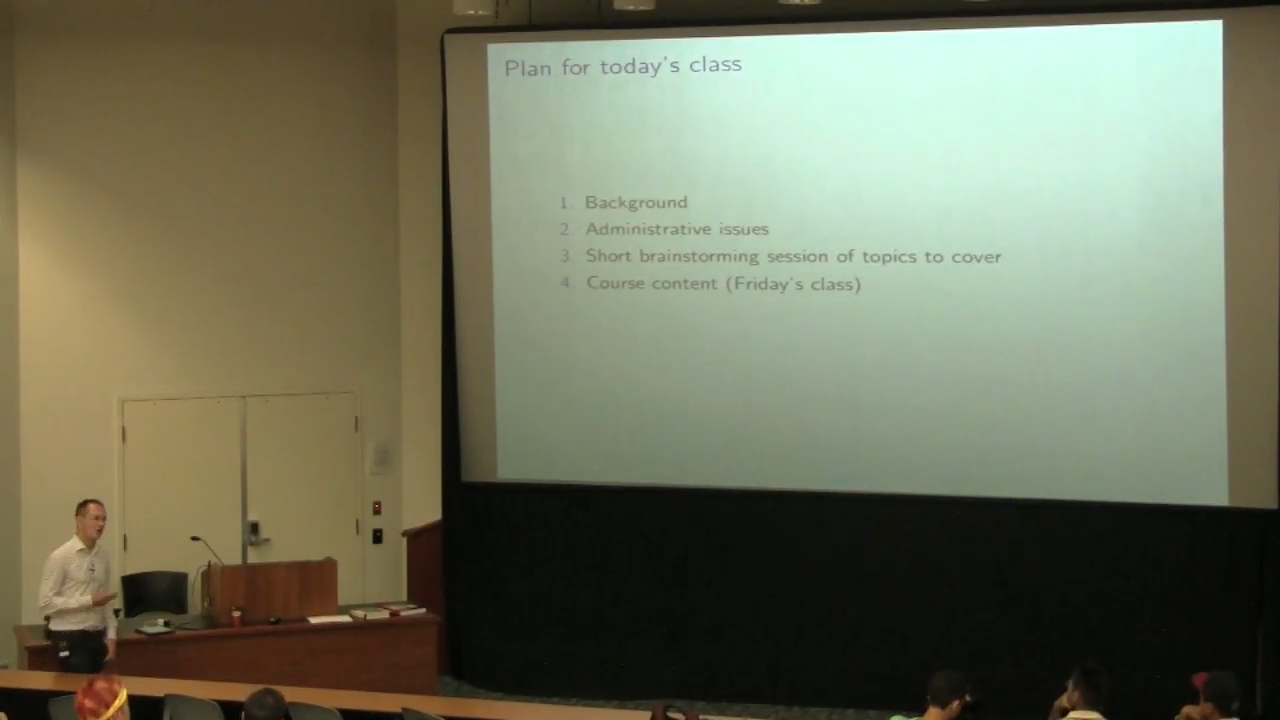 Plan for today's class
1. Background
2. Administrative issues
3. Short brainstorming session of topics to cover
4. Course content (Friday's class)